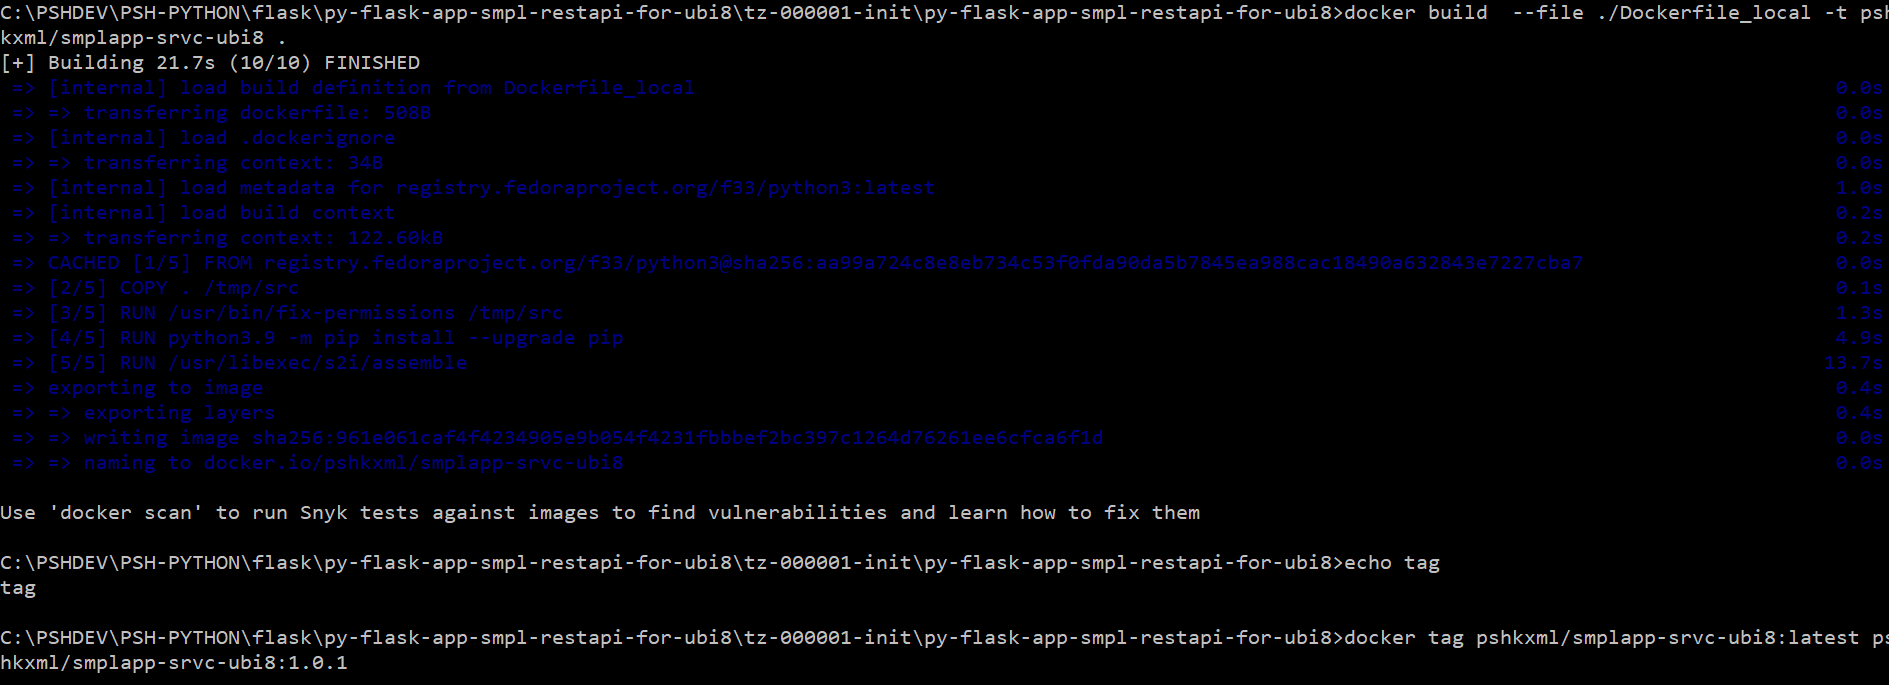 C:\PSHDEV\PSH-PYTHON\flask\py-flask-app-smpl-restapi-for-ubi8\tz-000001-init\py-flask-app-smpl-restapi-for-ubi8>docker build  --file ./Dockerfile_local -t psh
kxml/smplapp-srvc-ubi8 .
[+] Building 21.7s (10/10) FINISHED
=> [internal] load build definition from Dockerfile_local 0.0s
=> => transferring dockerfile: 508B 0.0s
=> [internal] load .dockerignore 0.0s
=> => transferring context: 34B 0.0s
=> [internal] load metadata for registry.fedoraproject.org/f33/python3:latest 1.0s
=> [internal] load build context 0.2s
=> => transferring context: 122.60kB 0.2s
=> CACHED [1/5] FROM registry.fedoraproject.org/f33/python3@sha256:aa99a724c8e8eb734c53f0fda90da5b7845ea988cac18490a632843e7227cba7 0.0s
=> [2/5] COPY . /tmp/src 0.1s
=> [3/5] RUN /usr/bin/fix-permissions /tmp/src 1.3s
=> [4/5] RUN python3.9 -m pip install --upgrade pip 4.9s
=> [5/5] RUN /usr/libexec/s2i/assemble 13.7s
=> exporting to image 0.4s
=> => exporting layers 0.4s
=> => writing image sha256:961e061caf4f4234905e9b054f4231fbbbef2bc397c1264d76261ee6cfca6f1d 0.0s
=> => naming to docker.io/pshkxml/smplapp-srvc-ubi8 0.0s
Use 'docker scan' to run Snyk tests against images to find vulnerabilities and learn how to fix them
C:\PSHDEV\PSH-PYTHON\flask\py-flask-app-smpl-restapi-for-ubi8\tz-000001-init\py-flask-app-smpl-restapi-for-ubi8>echo tag
tag
C:\PSHDEV\PSH-PYTHON\flask\py-flask-app-smpl-restapi-for-ubi8\tz-000001-init\py-flask-app-smpl-restapi-for-ubi8>docker tag pshkxml/smplapp-srvc-ubi8:latest ps
hkxml/smplapp-srvc-ubi8:1.0.1